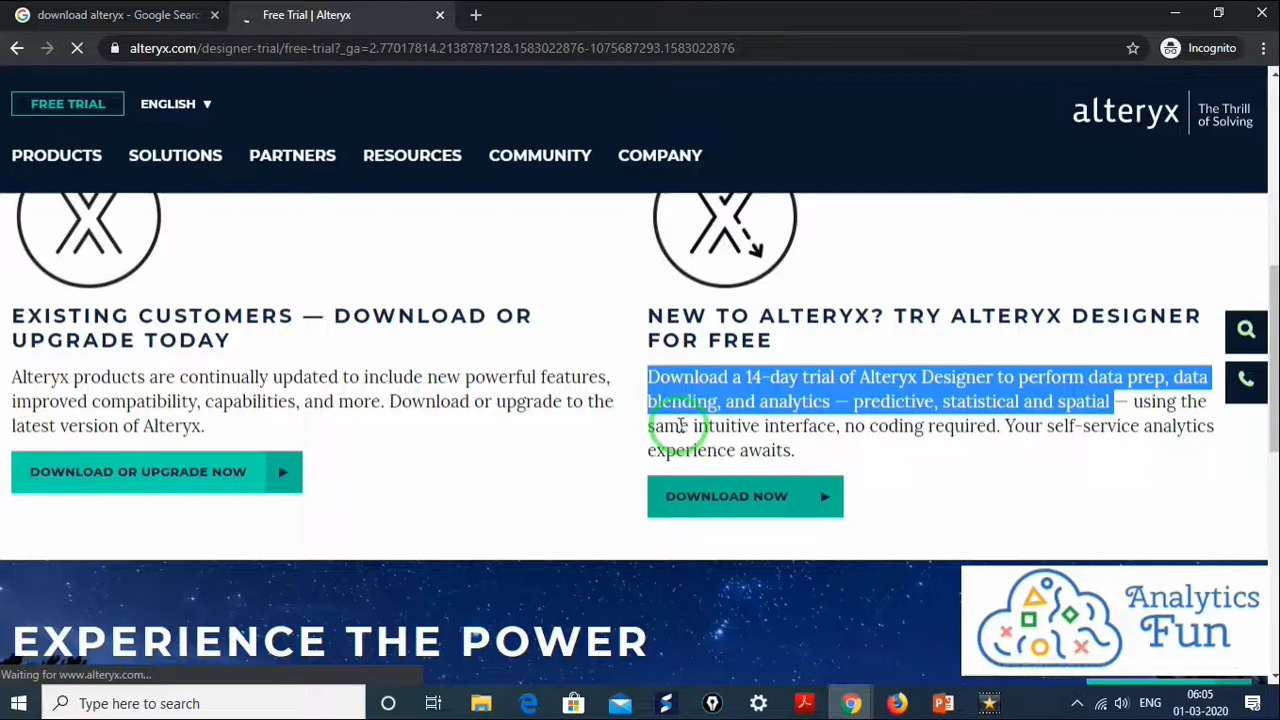 download alteryx - Google Searc
Free Trial | Alteryx
alteryx.com/designer-trial/free-trial?_ga=2.77017814.2138787128.1583022876-1075687293.1583022876
Incognito
FREE TRIAL
ENGLISH ▼
alteryx
The Thrill
of Solving
PRODUCTS SOLUTIONS PARTNERS RESOURCES COMMUNITY COMPANY
EXISTING CUSTOMERS — DOWNLOAD OR
UPGRADE TODAY
Alteryx products are continually updated to include new powerful features,
improved compatibility, capabilities, and more. Download or upgrade to the
latest version of Alteryx.
DOWNLOAD OR UPGRADE NOW
NEW TO ALTERYX? TRY ALTERYX DESIGNER
FOR FREE
Download a 14-day trial of Alteryx Designer to perform data prep, data
blending, and analytics — predictive, statistical and spatial — using the
same intuitive interface, no coding required. Your self-service analytics
experience awaits.
DOWNLOAD NOW
EXPERIENCE THE POWER
Analytics
Fun
Waiting for www.alteryx.com...
Type here to search
ENG
06:05
01-03-2020